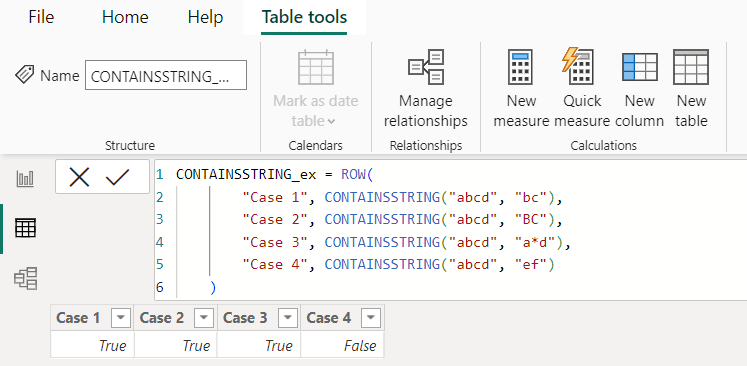 File Home Help Table tools
Name CONTAINSSTRING_...
Mark as date table
Manage relationships
New measure
Quick measure
New column
New table
Structure Calendars Relationships Calculations
1 CONTAINSSTRING_ex = ROW(
2 "Case 1", CONTAINSSTRING("abcd", "bc"),
3 "Case 2", CONTAINSSTRING("abcd", "BC"),
4 "Case 3", CONTAINSSTRING("abcd", "a*d"),
5 "Case 4", CONTAINSSTRING("abcd", "ef")
6 )
Case 1 Case 2 Case 3 Case 4
True True True False